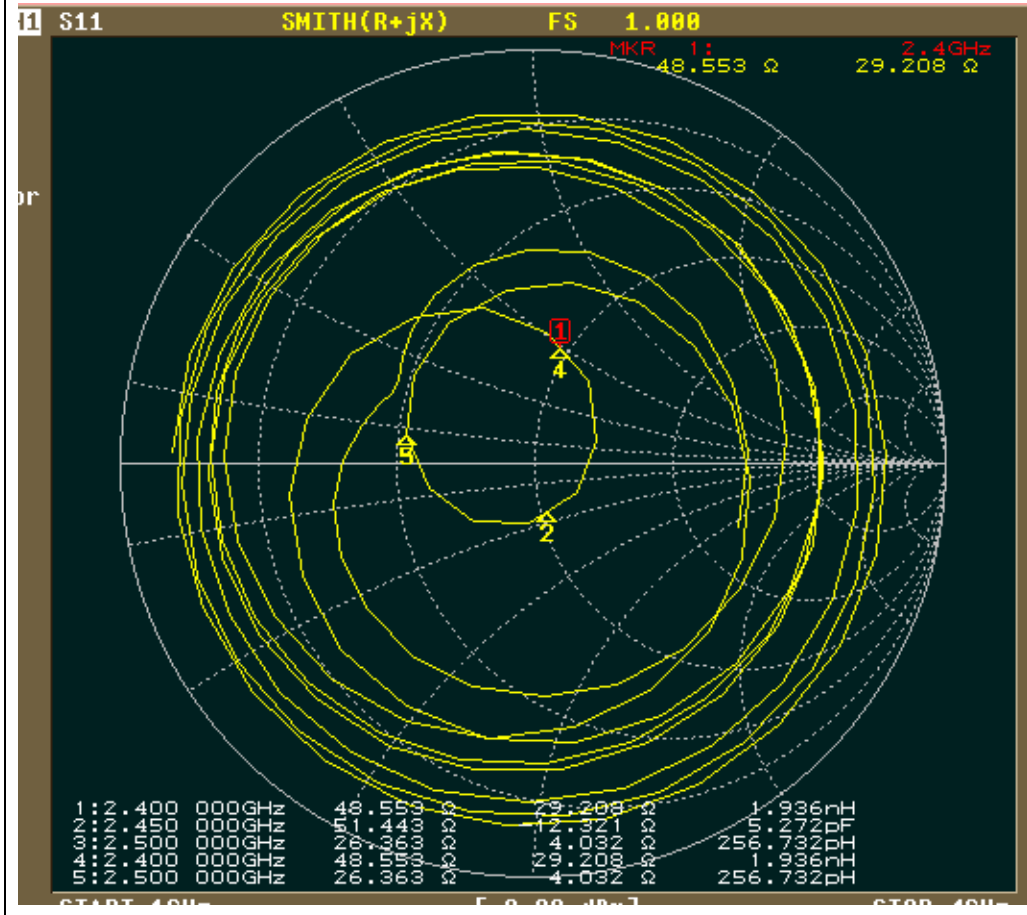 S11 SMITH(R+jX) FS 1.000
MKR 1: 2.4GHz
48.553 Ω 29.208 Ω
or
1
4
5
2
1:2.400 000GHz 48.553 Ω 29.208 Ω 1.936nH
2:2.450 000GHz 51.443 Ω 12.321 Ω 5.272pF
3:2.500 000GHz 26.363 Ω 4.032 Ω 256.732pH
4:2.400 000GHz 48.553 Ω 29.208 Ω 1.936nH
5:2.500 000GHz 26.363 Ω 4.032 Ω 256.732pH